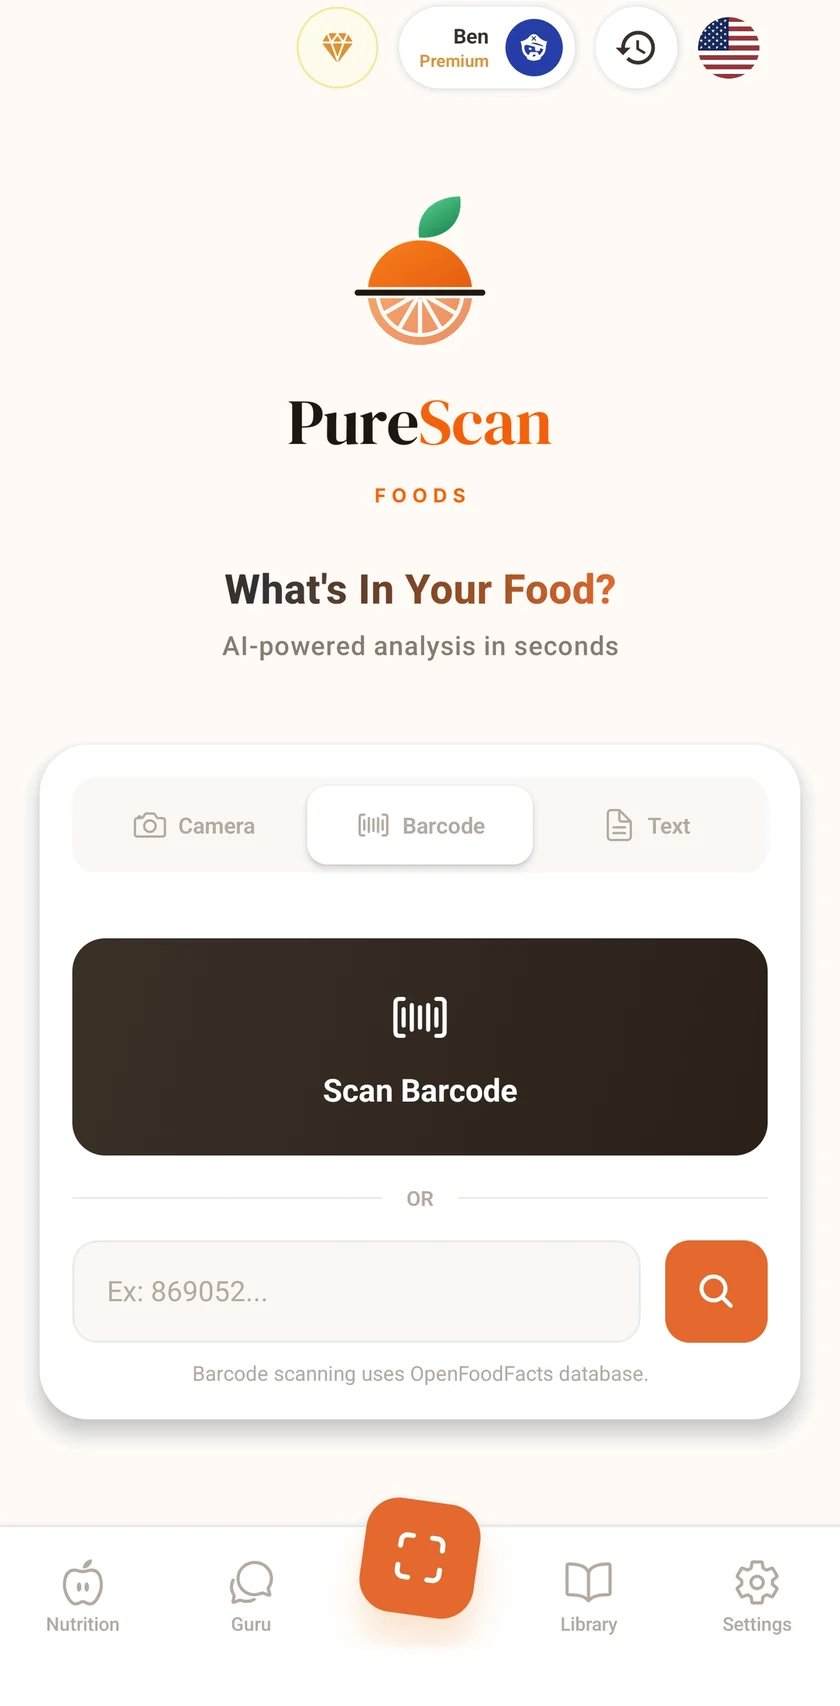 Ben
Premium
PureScan
FOODS
What's In Your Food?
AI-powered analysis in seconds
Camera
Barcode
Text
Scan Barcode
OR
Ex: 869052...
Barcode scanning uses OpenFoodFacts database.
Nutrition
Guru
Library
Settings